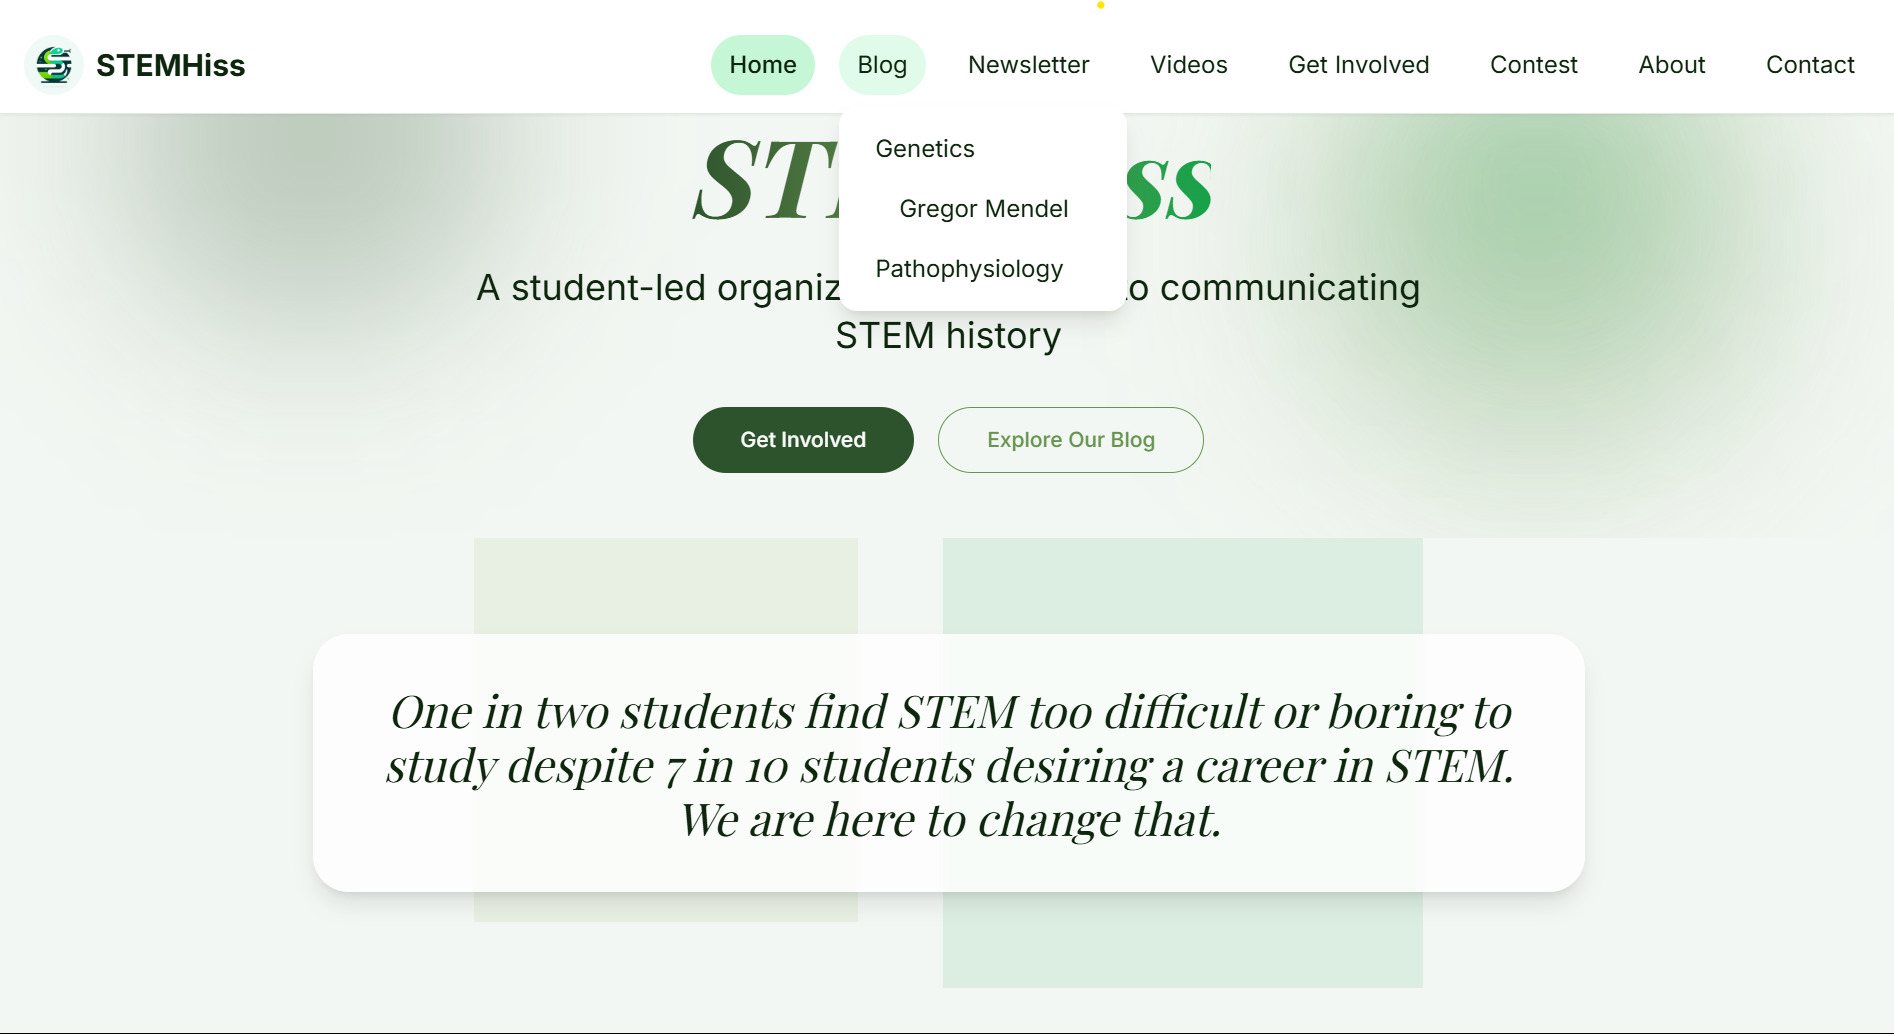 STEMHiss
Home Blog Newsletter Videos Get Involved Contest About Contact
Genetics
Gregor Mendel
Pathophysiology
ST ss
A student-led organiz to communicating
STEM history
Get Involved Explore Our Blog
One in two students find STEM too difficult or boring to
study despite 7 in 10 students desiring a career in STEM.
We are here to change that.